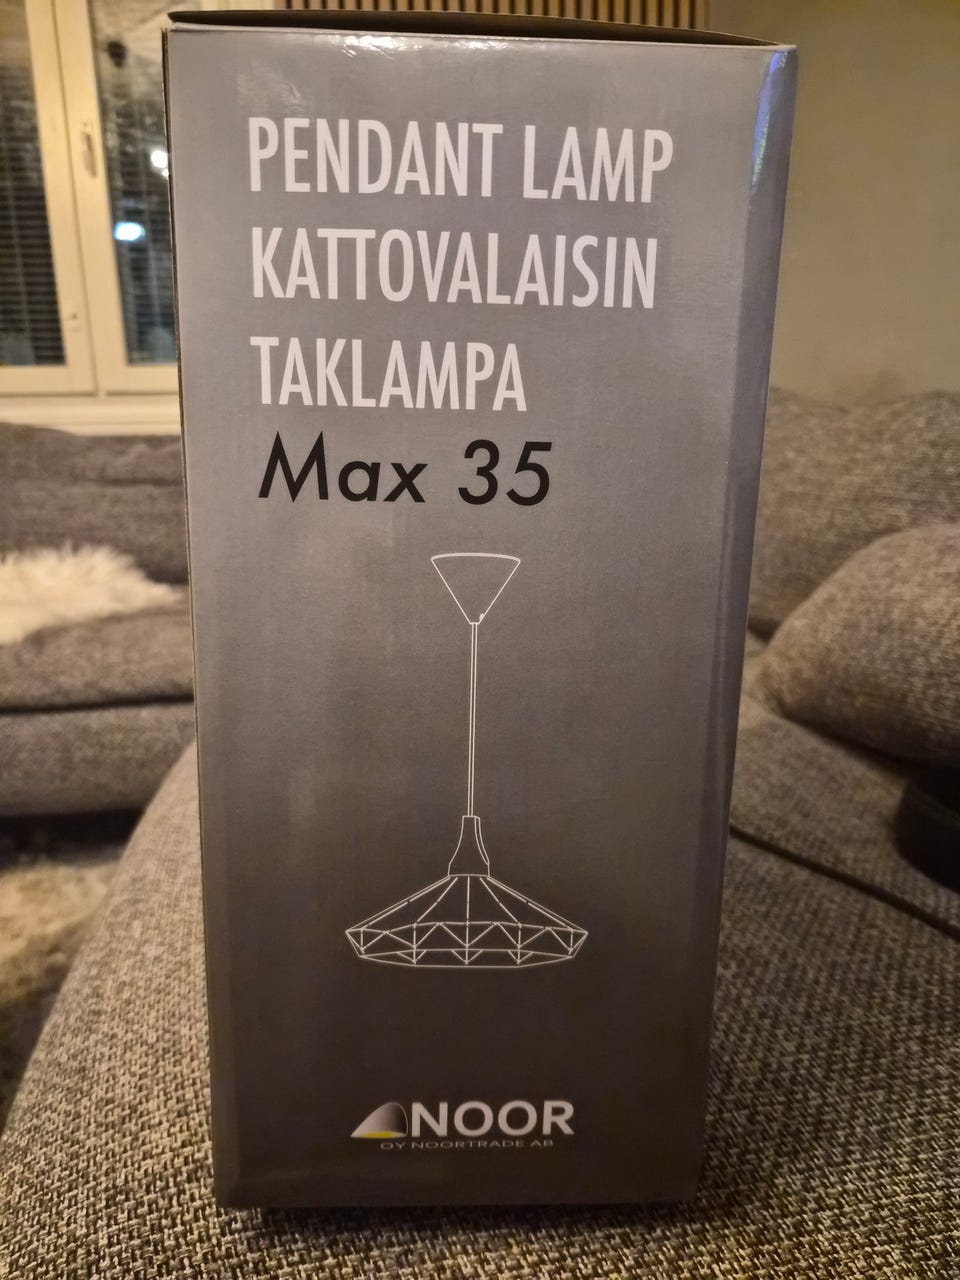 PENDANT LAMP
KATTOVALAISIN
TAKLAMPA
Max 35
NOOR
OY NOORTRADE AB